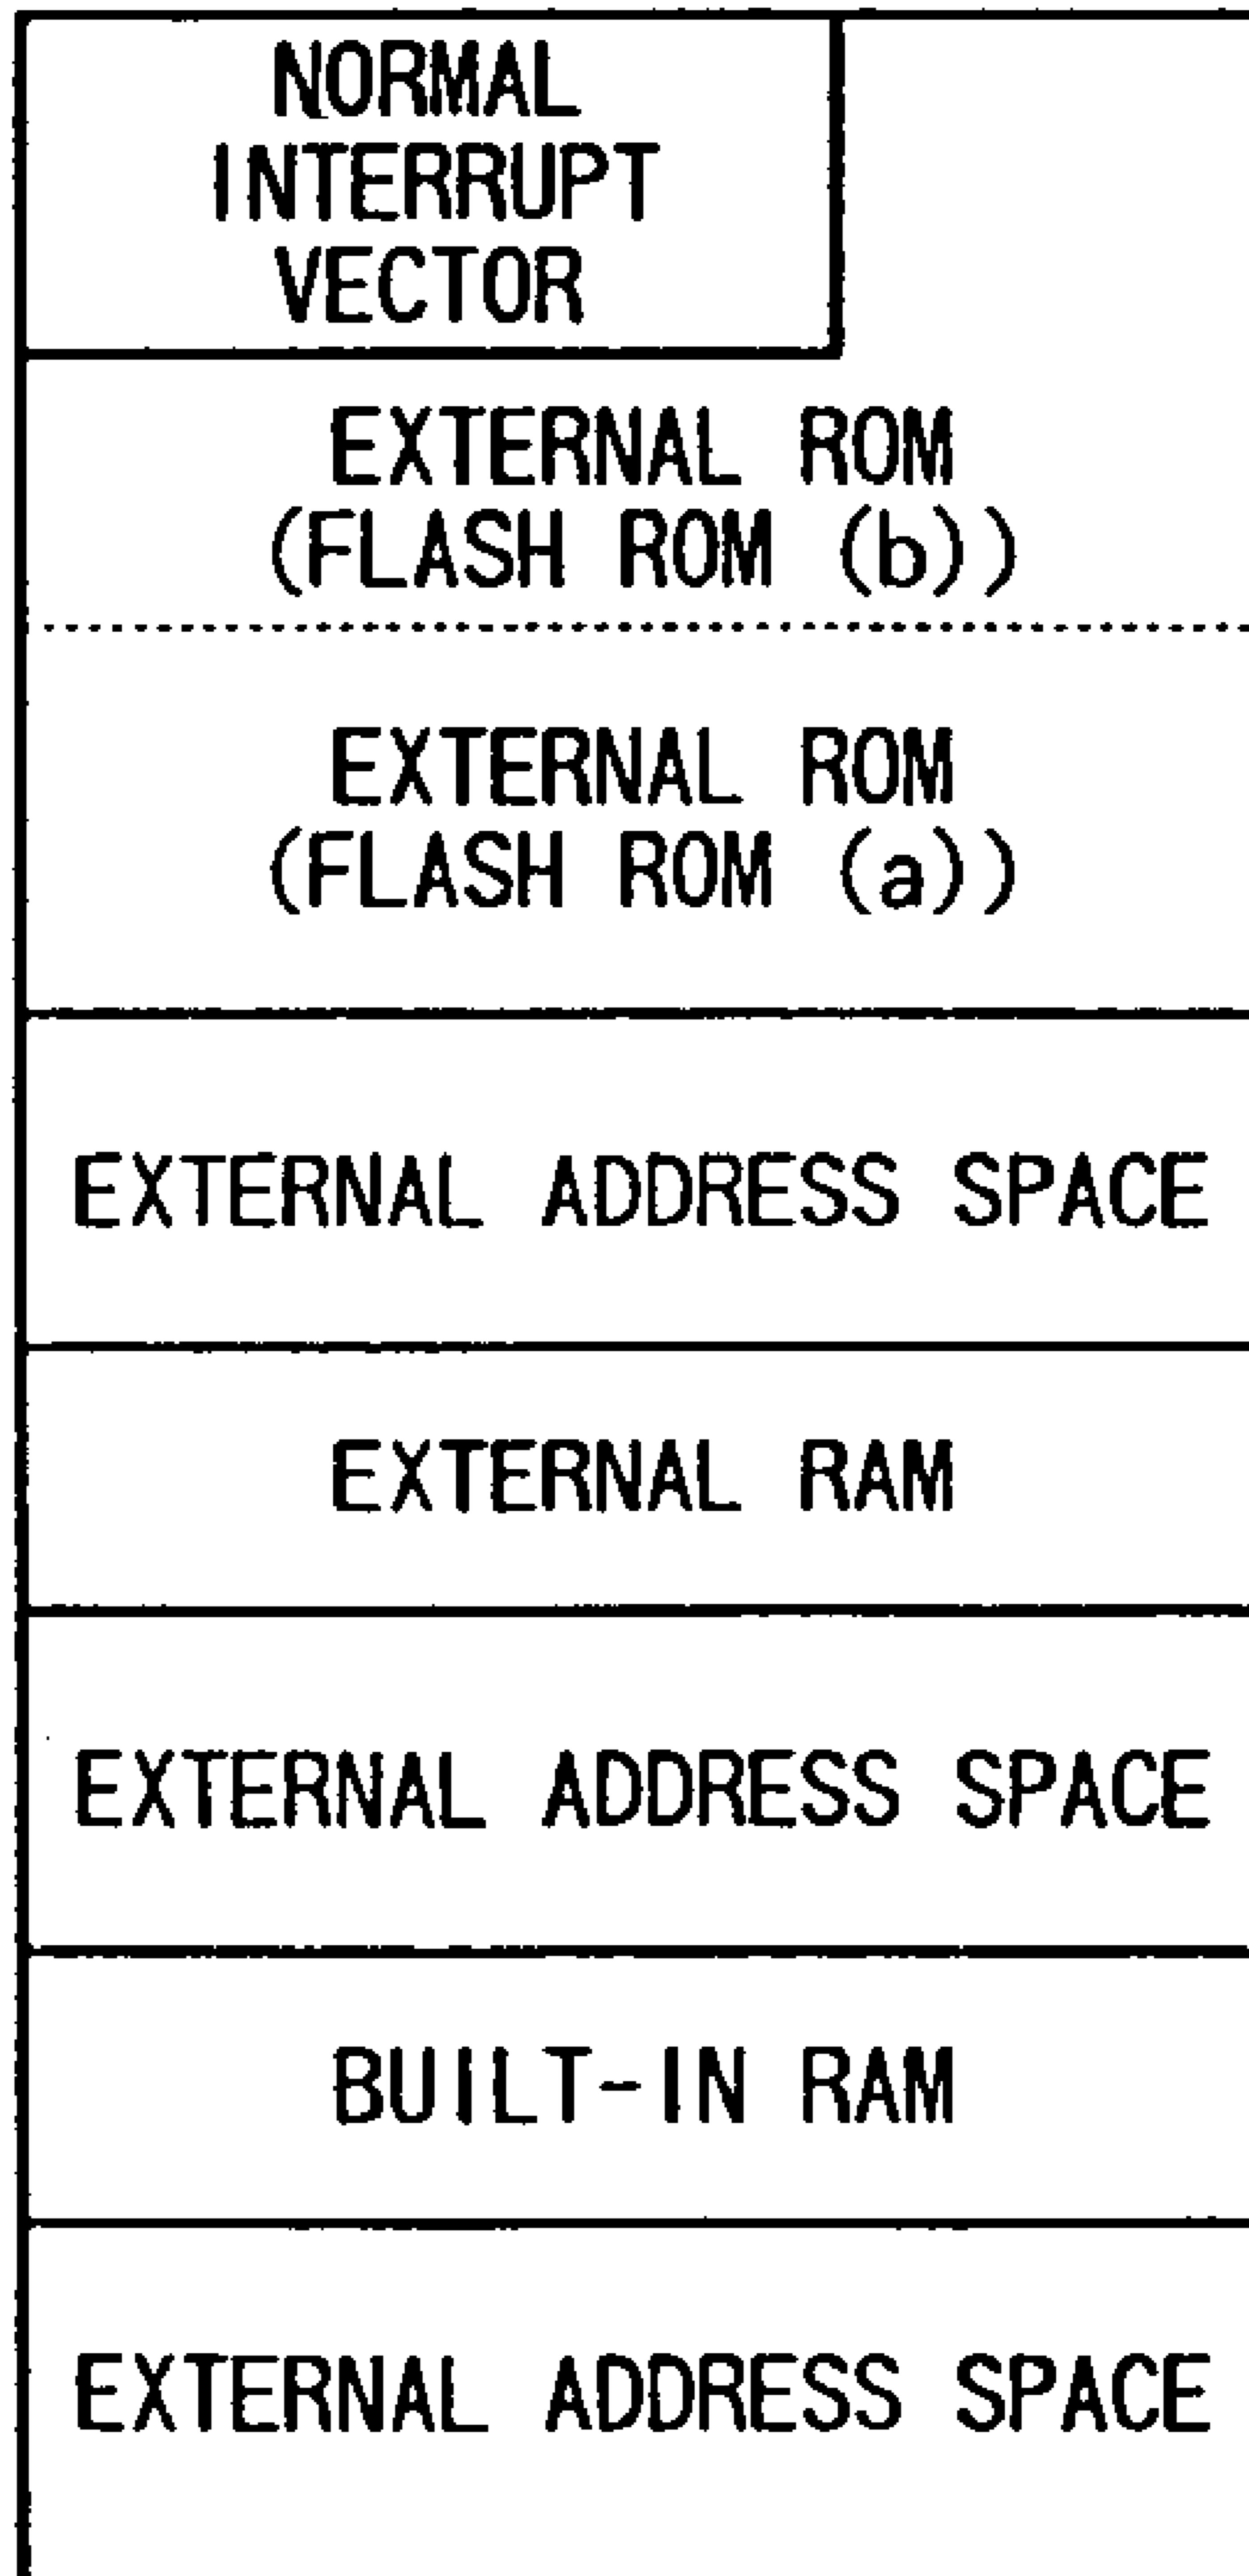 NORMAL
INTERRUPT
VECTOR
EXTERNAL ROM
(FLASH ROM (b))
EXTERNAL ROM
(FLASH ROM (a))
EXTERNAL ADDRESS SPACE
EXTERNAL RAM
EXTERNAL ADDRESS SPACE
BUILT-IN RAM
EXTERNAL ADDRESS SPACE